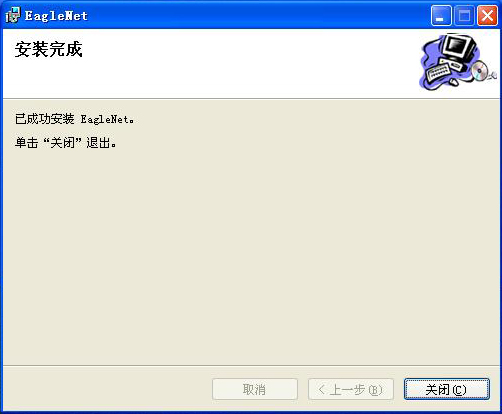 EagleNet
安装完成
已成功安装 EagleNet。
单击“关闭”退出。
取消
< 上一步(B)
关闭(C)